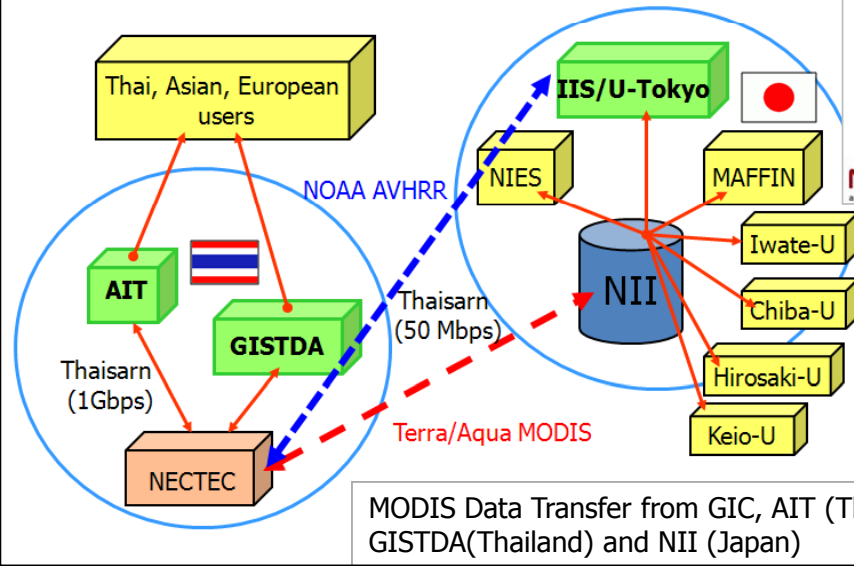 Thai, Asian, European
users
IIS/U-Tokyo
NIES
MAFFIN
NOAA AVHRR
Iwate-U
AIT
NII
Thaisarn
(50 Mbps)
Chiba-U
GISTDA
Thaisarn
(1Gbps)
Hirosaki-U
Terra/Aqua MODIS
Keio-U
NECTEC
MODIS Data Transfer from GIC, AIT
GISTDA(Thailand) and NII (Japan)